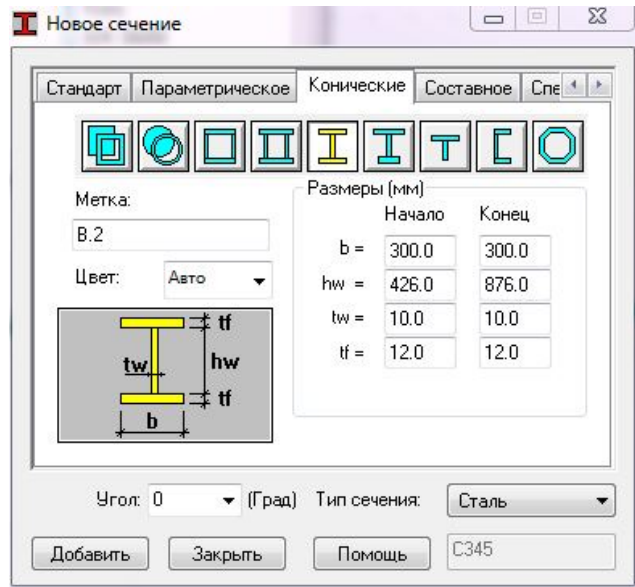 Новое сечение
Стандарт Параметрическое Конические Составное Спе
Метка:
B.2
Цвет: Авто
Размеры (мм)
Начало Конец
b = 300.0 300.0
hw = 426.0 876.0
tw = 10.0 10.0
tf = 12.0 12.0
tf
tw hw
tf
b
Угол: 0 (Град) Тип сечения: Сталь
Добавить Закрыть Помощь C345